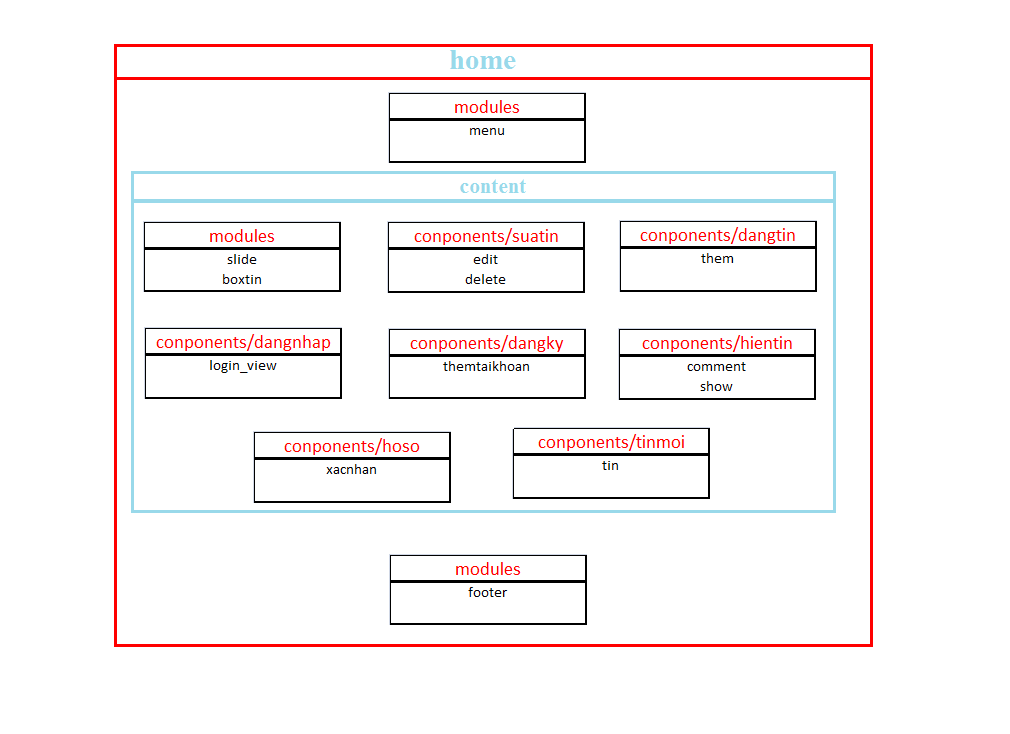 home
modules
menu
content
modules
slide
boxtin
conponents/suatin
edit
delete
conponents/dangtin
them
conponents/dangnhap
login_view
conponents/dangky
themtaikhoan
conponents/hientin
comment
show
conponents/hoso
xacnhan
conponents/tinmoi
tin
modules
footer